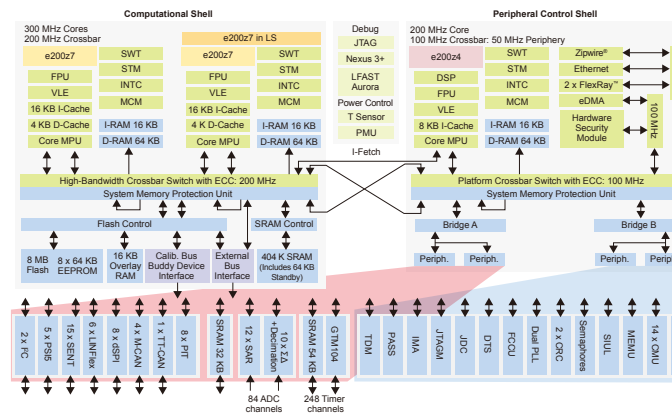 Computational Shell
300 MHz Cores
200 MHz Crossbar
e200z7
FPU
VLE
16 KB I-Cache
4 KB D-Cache
Core MPU
SWT
STM
INTC
MCM
I-RAM 16 KB
D-RAM 64 KB
e200z7 in LS
e200z7
FPU
VLE
16 KB I-Cache
4 K D-Cache
Core MPU
SWT
STM
INTC
MCM
I-RAM 16 KB
D-RAM 64 KB
Debug
JTAG
Nexus 3+
LFAST
Aurora
Power Control
T Sensor
PMU
I-Fetch
Peripheral Control Shell
200 MHz Core
100 MHz Crossbar: 50 MHz Periphery
e200z4
DSP
FPU
VLE
8 KB I-Cache
Core MPU
SWT
STM
INTC
MCM
I-RAM 16 KB
D-RAM 64 KB
Zipwire®
Ethernet
2 x FlexRay™
eDMA
Hardware
Security
Module
100 MHz
High-Bandwidth Crossbar Switch with ECC: 200 MHz
System Memory Protection Unit
Platform Crossbar Switch with ECC: 100 MHz
System Memory Protection Unit
Flash Control
SRAM Control
8 MB
Flash
8 x 64 KB
EEPROM
16 KB
Overlay
RAM
Calib. Bus
Buddy Device
Interface
External
Bus
Interface
404 K SRAM
(Includes 64 KB
Standby)
Bridge A
Periph.
Periph.
Bridge B
Periph.
Periph.
2 x I²C
5 x PSI5
15 x SENT
6 x LINFlex
8 x dSPI
4 x M-CAN
1 x TT-CAN
8 x PIT
SRAM 32 KB
12 x SAR
10 x ΣΔ
+Decimation
SRAM 54 KB
GTM104
TDM
PASS
IMA
JTAGM
JDC
DTS
FCCU
Dual PLL
2 x CRC
Semaphores
SIUL
MEMU
14 x CMU
84 ADC
channels
248 Timer
channels